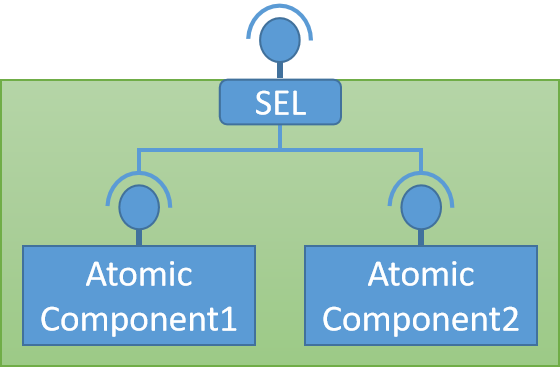 SEL
Atomic
Component1
Atomic
Component2